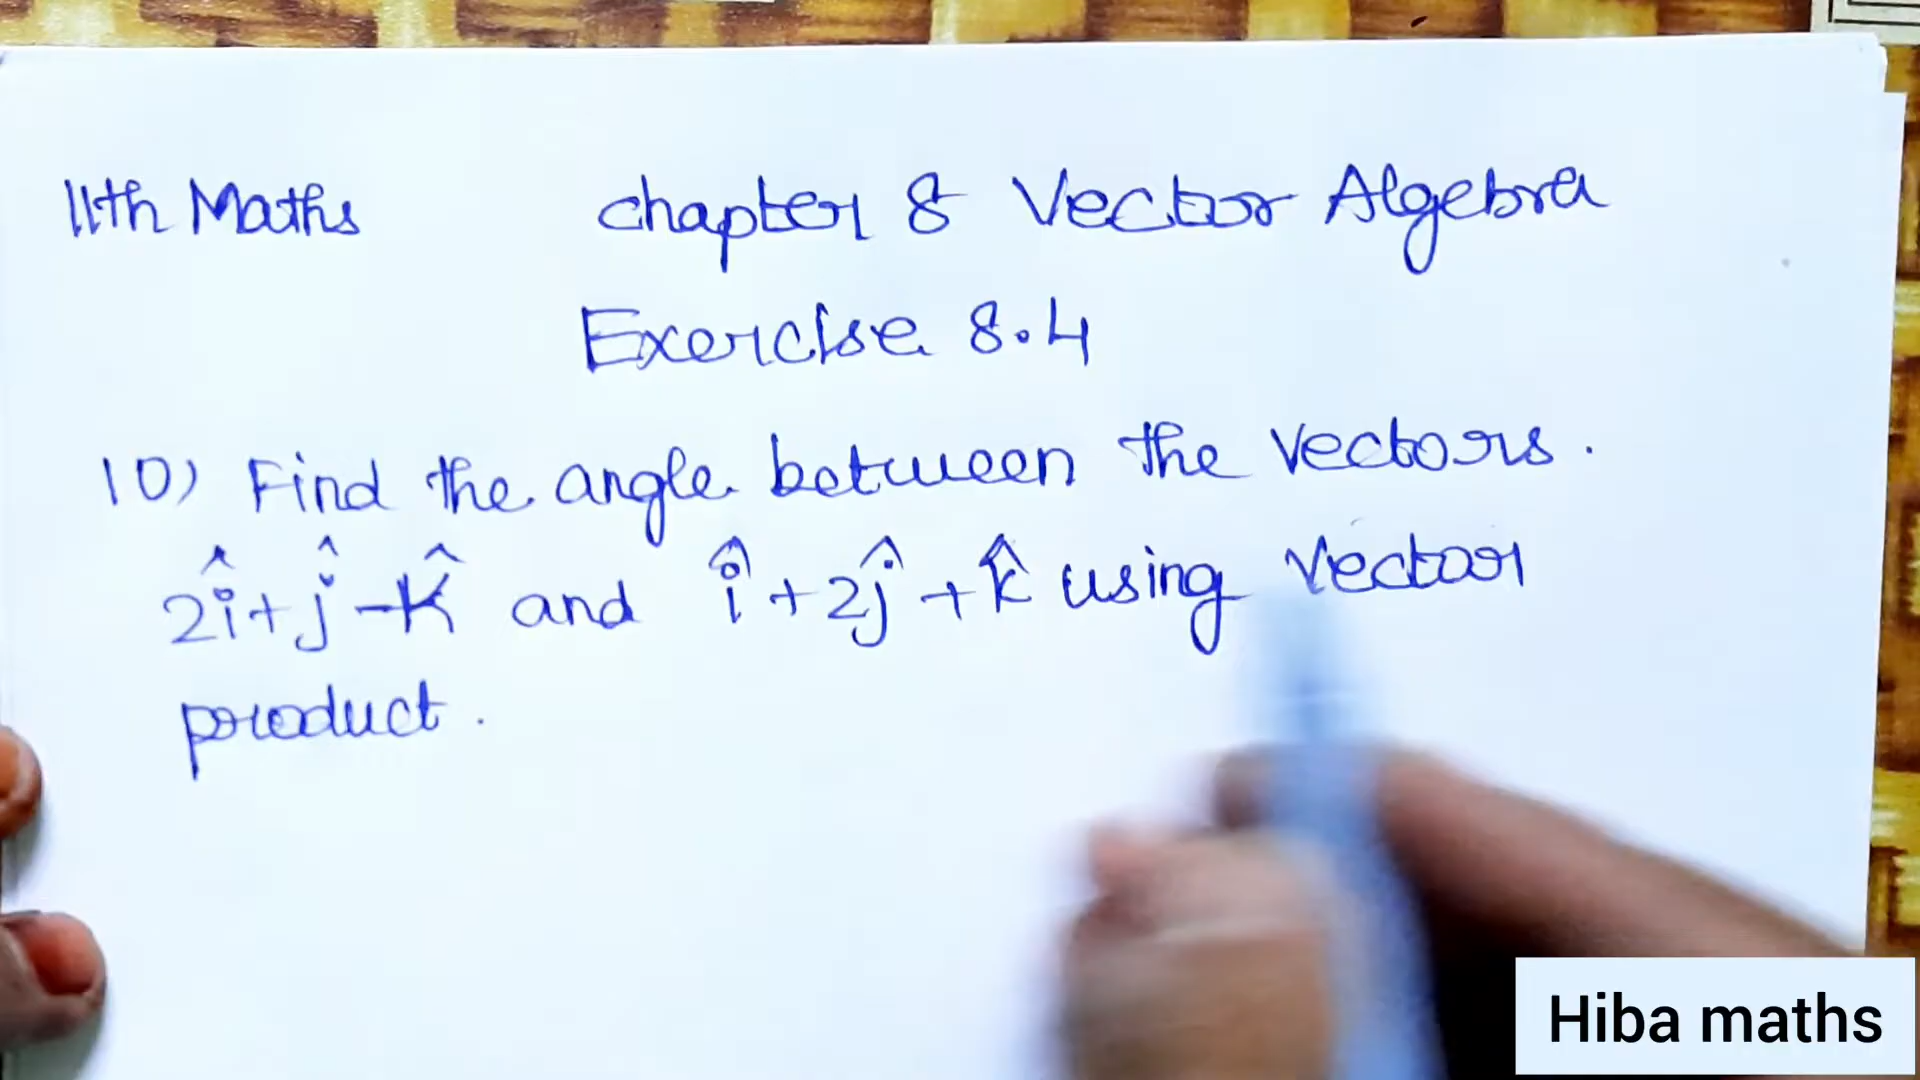 11th Maths chapter 8 Vector Algebra
Exercise 8.4
10) Find the angle between the vectors.
2î+ĵ-k̂ and î+2ĵ+k̂ using vector
product.
Hiba maths